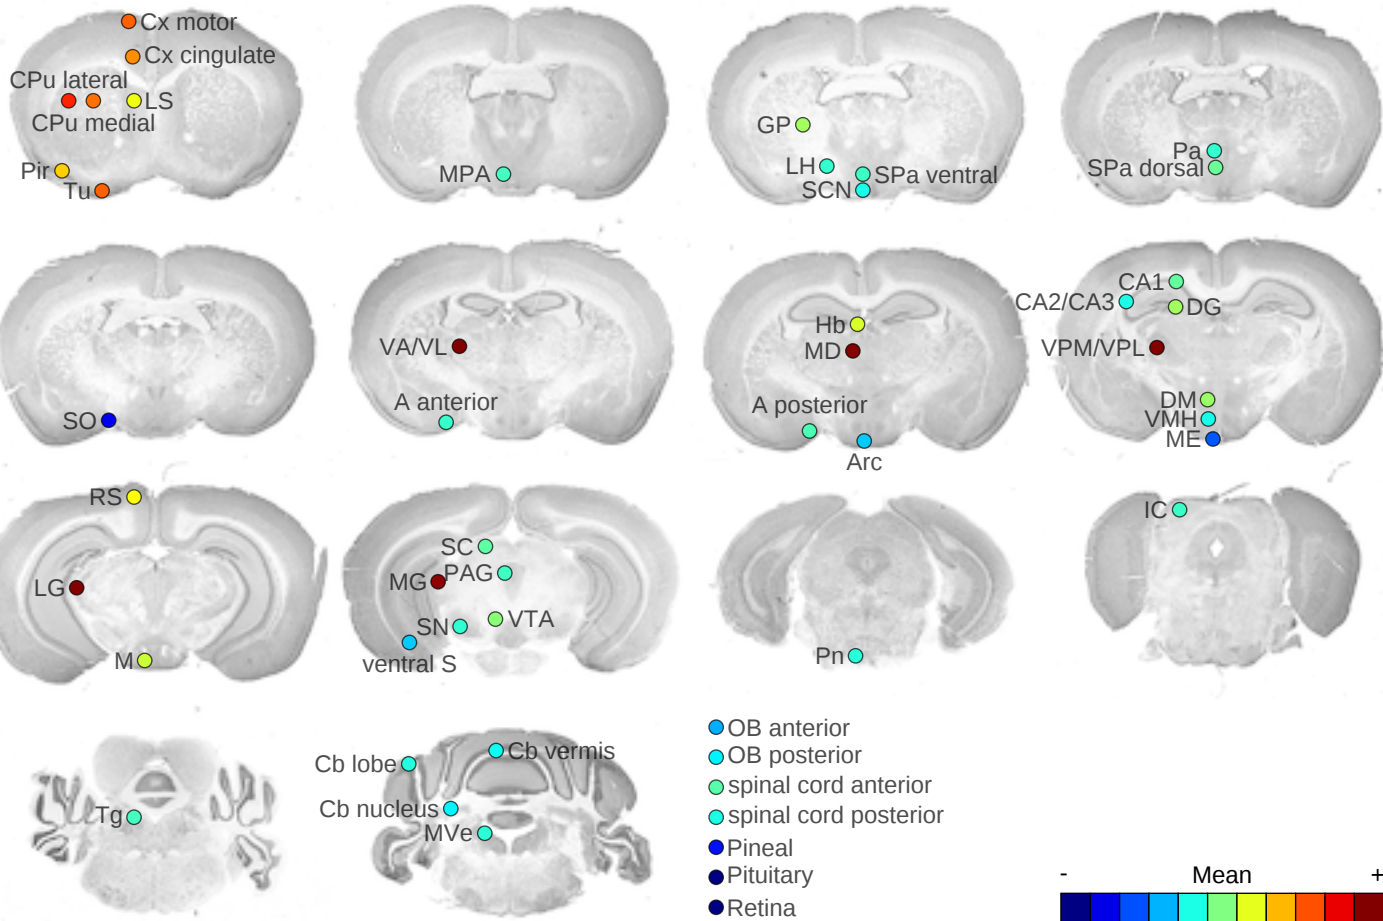 Cx motor
Cx cingulate
CPu lateral
LS
CPu medial
Pir
Tu
MPA
GP
LH
SPa ventral
SCN
Pa
SPa dorsal
SO
VA/VL
A anterior
Hb
MD
A posterior
Arc
CA1
CA2/CA3
DG
VPM/VPL
DM
VMH
ME
RS
LG
M
SC
MG
PAG
SN
VTA
ventral S
Pn
IC
Tg
Cb lobe
Cb vermis
Cb nucleus
MVe
OB anterior
OB posterior
spinal cord anterior
spinal cord posterior
Pineal
Pituitary
Retina
- Mean +